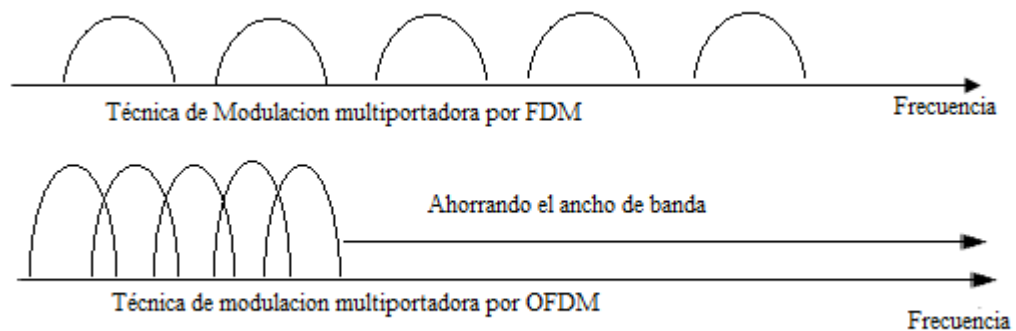 Técnica de Modulacion multiportadora por FDM
Frecuencia
Ahorrando el ancho de banda
Técnica de modulacion multiportadora por OFDM
Frecuencia